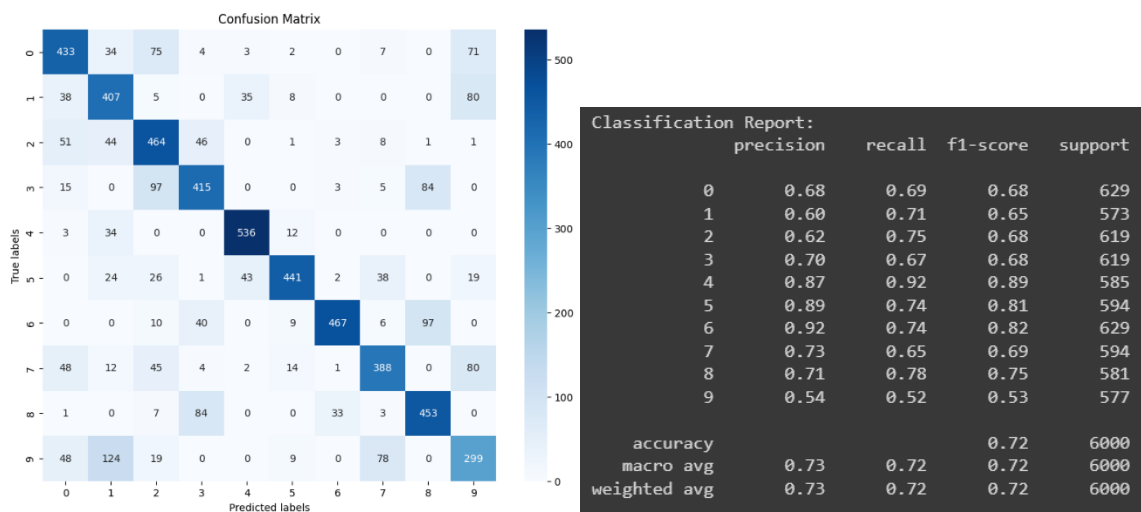 Confusion Matrix
0 433 34 75 4 3 2 0 7 0 71
1 38 407 5 0 35 8 0 0 0 80
2 51 44 464 46 0 1 3 8 1 1
3 15 0 97 415 0 0 3 5 84 0
4 3 34 0 0 536 12 0 0 0 0
5 0 24 26 1 43 441 2 38 0 19
6 0 0 10 40 0 9 467 6 97 0
7 48 12 45 4 2 14 1 388 0 80
8 1 0 7 84 0 0 33 3 453 0
9 48 124 19 0 0 9 0 78 0 299
0 1 2 3 4 5 6 7 8 9
Predicted labels
True labels
500
400
300
200
100
0
Classification Report:
precision recall f1-score support
0 0.68 0.69 0.68 629
1 0.60 0.71 0.65 573
2 0.62 0.75 0.68 619
3 0.70 0.67 0.68 619
4 0.87 0.92 0.89 585
5 0.89 0.74 0.81 594
6 0.92 0.74 0.82 629
7 0.73 0.65 0.69 594
8 0.71 0.78 0.75 581
9 0.54 0.52 0.53 577
accuracy 0.72 6000
macro avg 0.73 0.72 0.72 6000
weighted avg 0.73 0.72 0.72 6000